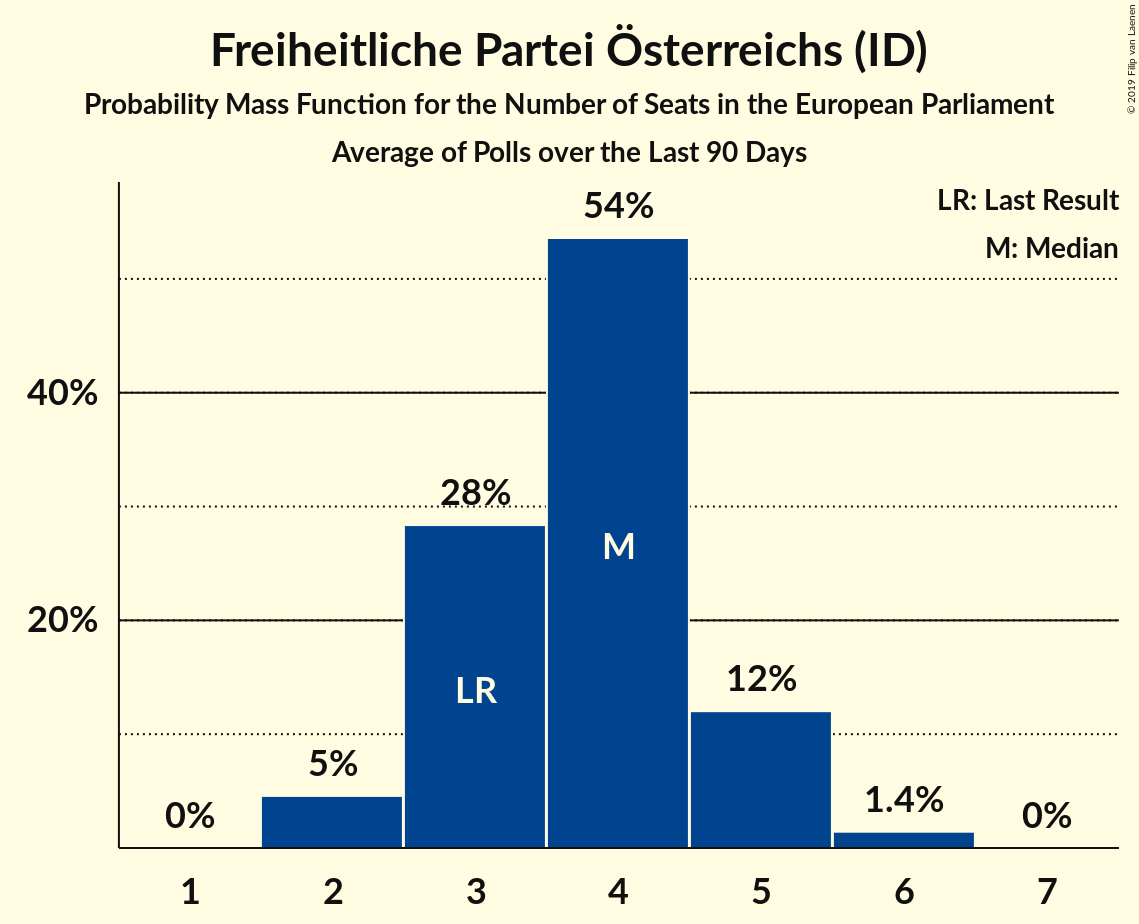 Freiheitliche Partei Österreichs (ID)
Probability Mass Function for the Number of Seats in the European Parliament
Average of Polls over the Last 90 Days
© 2019 Filip van Laenen
LR: Last Result
M: Median
54%
40%
28%
M
20%
12%
LR
5%
1.4%
0%
0%
1 2 3 4 5 6 7